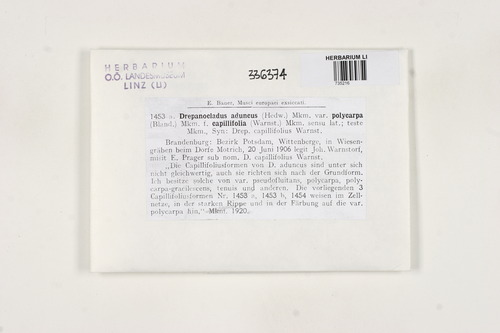 HERBARIUM
O.Ö. LANDESMUSEUM
LINZ (LI)
336374
HERBARIUM LI
E. Bauer, Musci europaei exsiccati
1453 a. Drepanocladus aduncus (Hedw.) Mkm. var. polycarpa
(Bland.) Mkm. f. capillifolia (Warnst.) Mkm. sensu lat.; teste
Mkm., Syn: Drep. capillifolius Warnst.
Brandenburg: Bezirk Potsdam, Wittenberge, in Wiesen-
gräben beim Dorfe Motrich, 20 Juni 1906 legit Joh. Warnstorf,
misit E. Prager sub nom. D. capillifolius Warnst.
„Die Capillifoliusformen von D. aduncus sind unter sich
nicht gleichwertig, auch sie richten sich nach der Grundform.
Ich besitze solche von var. pseudofluitans, polycarpa, poly-
carpa-gracilescens, tenuis und anderen. Die vorliegenden 3
Capillifoliusformen Nr. 1453 a, 1453 b, 1454 weisen im Zell-
netze, in der starken Rippe und in der Färbung auf die var.
polycarpa hin," Mkm. 1920.